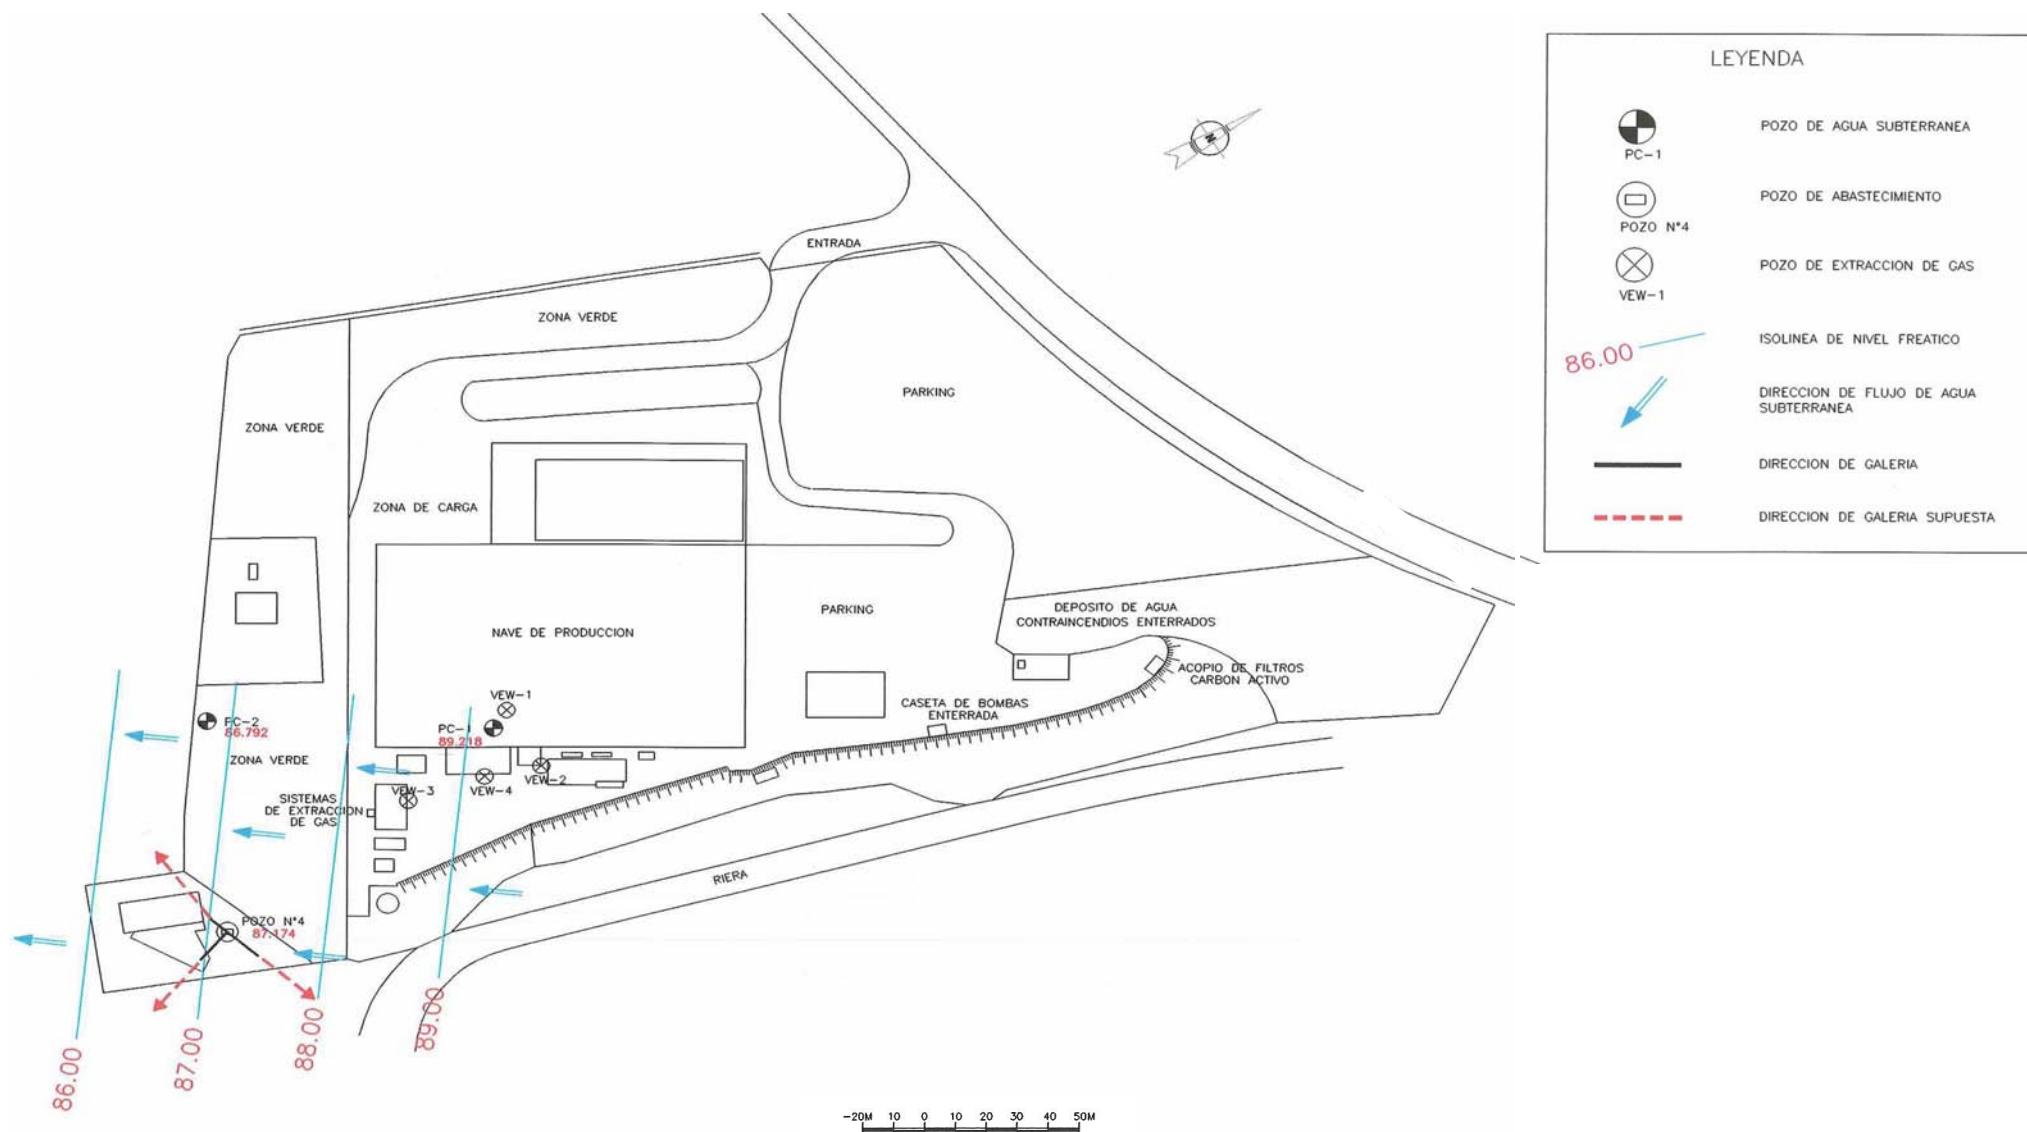 LEYENDA
PC-1
POZO DE AGUA SUBTERRANEA
POZO N°4
POZO DE ABASTECIMIENTO
VEW-1
POZO DE EXTRACCION DE GAS
86.00
ISOLINEA DE NIVEL FREATICO
DIRECCION DE FLUJO DE AGUA
SUBTERRANEA
DIRECCION DE GALERIA
DIRECCION DE GALERIA SUPUESTA
N
ENTRADA
ZONA VERDE
PARKING
ZONA VERDE
ZONA DE CARGA
NAVE DE PRODUCCION
PARKING
DEPOSITO DE AGUA
CONTRAINCENDIOS ENTERRADOS
ACOPIO DE FILTROS
CARBON ACTIVO
CASETA DE BOMBAS
ENTERRADA
VEW-1
PC-1
89.218
PC-2
86.792
ZONA VERDE
VEW-2
VEW-3
VEW-4
SISTEMAS
DE EXTRACCION
DE GAS
RIERA
POZO N°4
87.174
86.00
87.00
88.00
89.00
-20M 10 0 10 20 30 40 50M